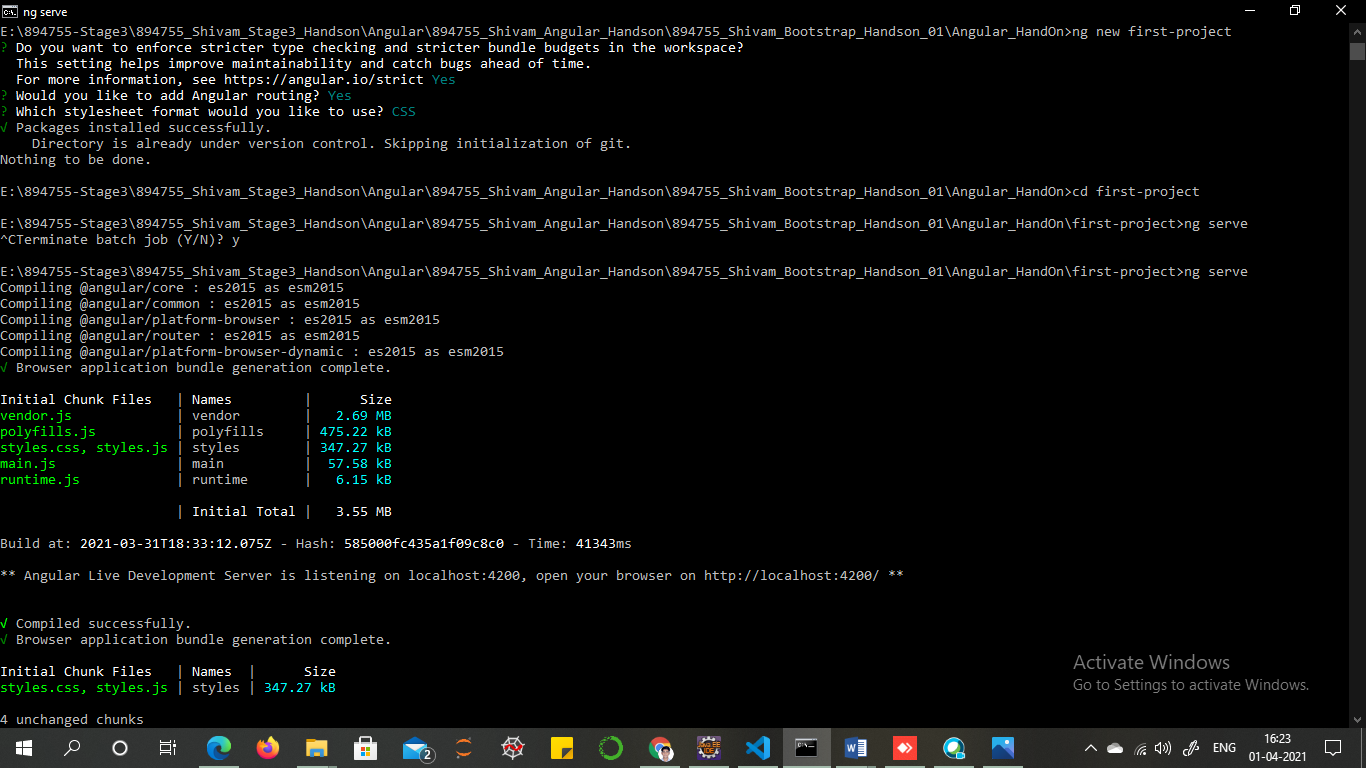 ng serve
E:\894755-Stage3\894755_Shivam_Stage3_Handson\Angular\894755_Shivam_Angular_Handson\894755_Shivam_Bootstrap_Handson_01\Angular_HandOn>ng new first-project
? Do you want to enforce stricter type checking and stricter bundle budgets in the workspace?
  This setting helps improve maintainability and catch bugs ahead of time.
  For more information, see https://angular.io/strict Yes
? Would you like to add Angular routing? Yes
? Which stylesheet format would you like to use? CSS
√ Packages installed successfully.
    Directory is already under version control. Skipping initialization of git.
Nothing to be done.
E:\894755-Stage3\894755_Shivam_Stage3_Handson\Angular\894755_Shivam_Angular_Handson\894755_Shivam_Bootstrap_Handson_01\Angular_HandOn>cd first-project
E:\894755-Stage3\894755_Shivam_Stage3_Handson\Angular\894755_Shivam_Angular_Handson\894755_Shivam_Bootstrap_Handson_01\Angular_HandOn\first-project>ng serve
^CTerminate batch job (Y/N)? y
E:\894755-Stage3\894755_Shivam_Stage3_Handson\Angular\894755_Shivam_Angular_Handson\894755_Shivam_Bootstrap_Handson_01\Angular_HandOn\first-project>ng serve
Compiling @angular/core : es2015 as esm2015
Compiling @angular/common : es2015 as esm2015
Compiling @angular/platform-browser : es2015 as esm2015
Compiling @angular/router : es2015 as esm2015
Compiling @angular/platform-browser-dynamic : es2015 as esm2015
√ Browser application bundle generation complete.
Initial Chunk Files   | Names         |      Size
vendor.js             | vendor        |   2.69 MB
polyfills.js          | polyfills     | 475.22 kB
styles.css, styles.js | styles        | 347.27 kB
main.js               | main          |  57.58 kB
runtime.js            | runtime       |   6.15 kB
                      | Initial Total |   3.55 MB
Build at: 2021-03-31T18:33:12.075Z - Hash: 585000fc435a1f09c8c0 - Time: 41343ms
** Angular Live Development Server is listening on localhost:4200, open your browser on http://localhost:4200/ **
√ Compiled successfully.
√ Browser application bundle generation complete.
Initial Chunk Files   | Names  |      Size
styles.css, styles.js | styles | 347.27 kB
4 unchanged chunks
Activate Windows
Go to Settings to activate Windows.
2
ENG
16:23
01-04-2021